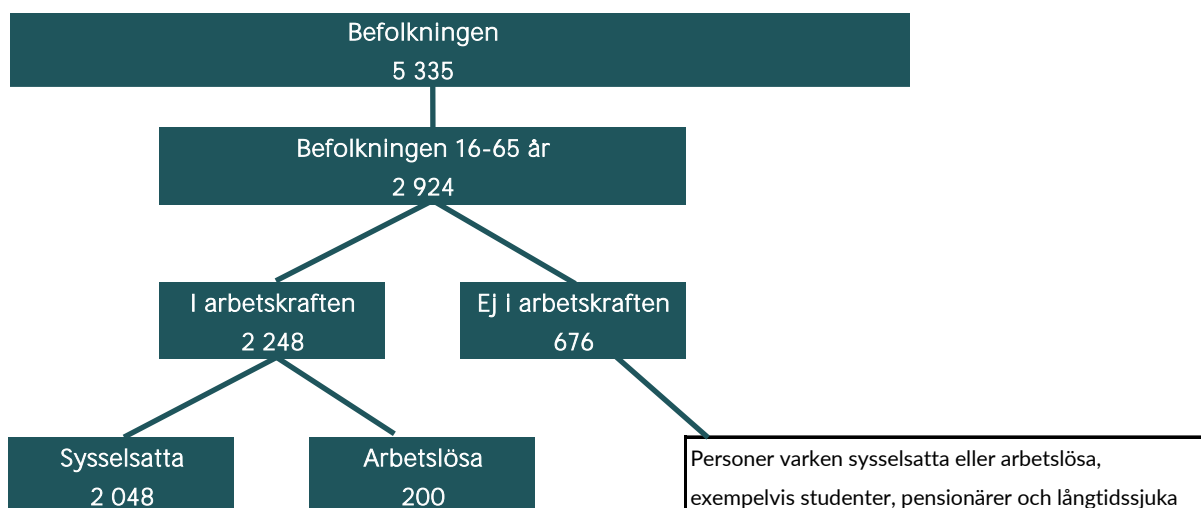 Befolkningen
5 335
Befolkningen 16-65 år
2 924
I arbetskraften
2 248
Ej i arbetskraften
676
Sysselsatta
2 048
Arbetslösa
200
Personer varken sysselsatta eller arbetslösa,
exempelvis studenter, pensionärer och långtidssjuka